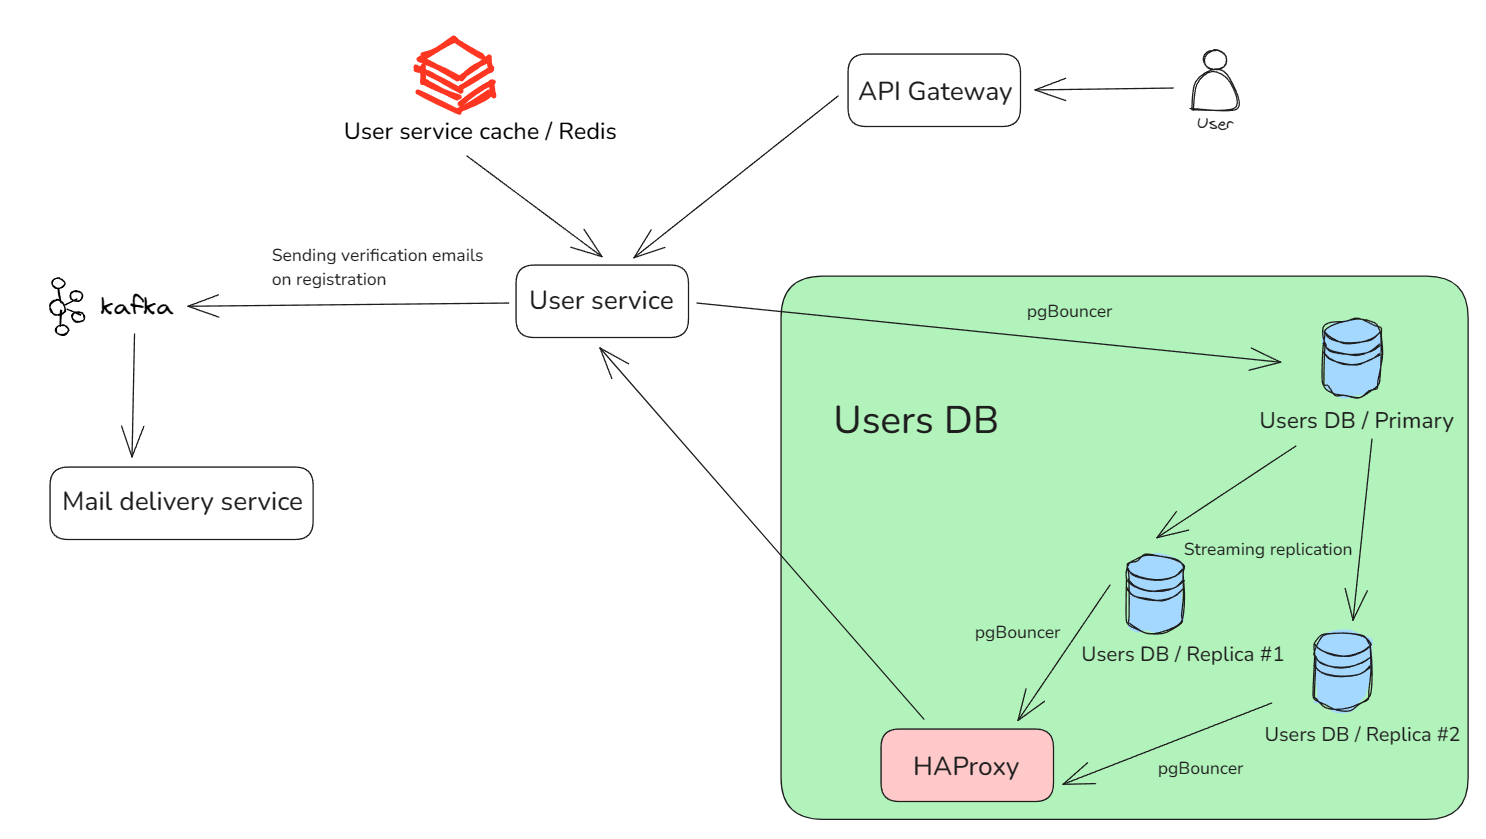 User service cache / Redis
API Gateway
User
Sending verification emails
on registration
kafka
User service
pgBouncer
Users DB
Users DB / Primary
Mail delivery service
Streaming replication
pgBouncer
Users DB / Replica #1
Users DB / Replica #2
HAProxy
pgBouncer